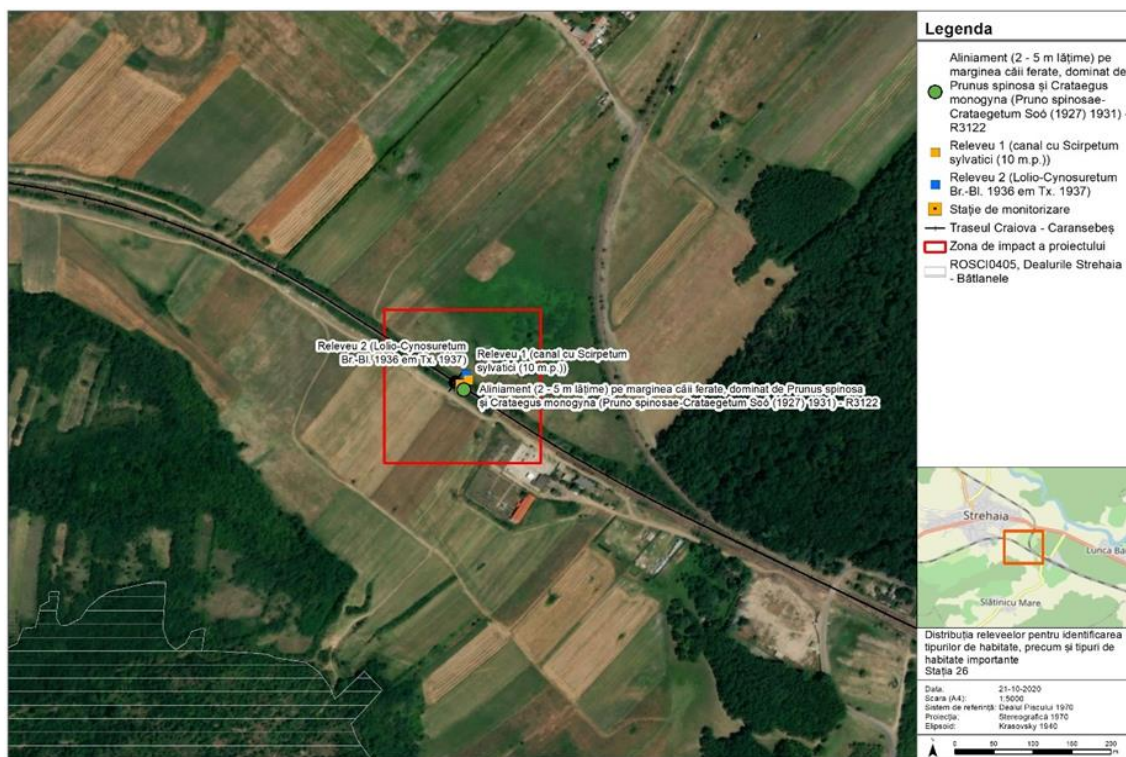 Releveu 2 (Lolio-Cynosuretum
Br.-Bl. 1936 em Tx. 1937)
Releveu 1 (canal cu Scirpetum
sylvatici (10 m.p.))
Aliniament (2 - 5 m lățime) pe marginea căii ferate, dominat de Prunus spinosa
și Crataegus monogyna (Pruno spinosae-Crataegetum Soó (1927) 1931) - R3122
Legenda
Aliniament (2 - 5 m lățime) pe
marginea căii ferate, dominat de
Prunus spinosa și Crataegus
monogyna (Pruno spinosae-
Crataegetum Soó (1927) 1931) -
R3122
Releveu 1 (canal cu Scirpetum
sylvatici (10 m.p.))
Releveu 2 (Lolio-Cynosuretum
Br.-Bl. 1936 em Tx. 1937)
Stație de monitorizare
Traseul Craiova - Caransebeș
Zona de impact a proiectului
ROSCI0405, Dealurile Strehaia
- Bâtlanele
Strehaia
Lunca Ba
Slătinicu Mare
Distribuția releveelor pentru identificarea
tipurilor de habitate, precum și tipuri de
habitate importante
Stația 26
Data: 21-10-2020
Scara (A4): 1:5000
Sistem de referință: Dealul Piscului 1970
Proiecția: Stereografică 1970
Elipsoid: Krasovsky 1940
0 50 100 150 200
m